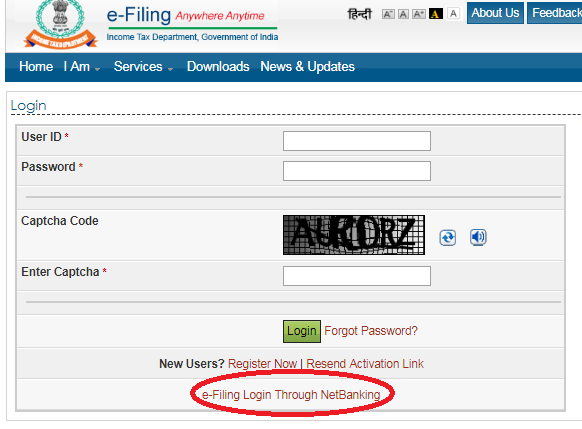 e-Filing Anywhere Anytime
Income Tax Department, Government of India
हिन्दी A⁻ A A⁺ A A About Us Feedback
Home I Am Services Downloads News & Updates
Login
User ID *
Password *
Captcha Code
Enter Captcha *
Login Forgot Password?
New Users? Register Now | Resend Activation Link
e-Filing Login Through NetBanking